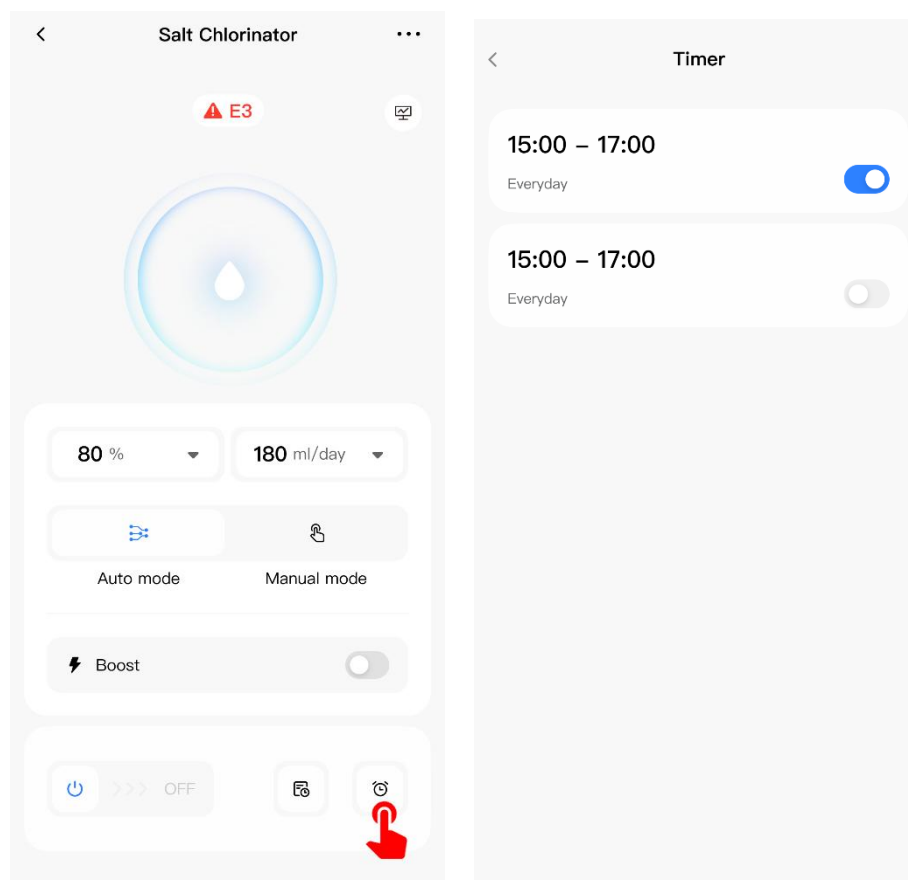 Salt Chlorinator
E3
80 %
180 ml/day
Auto mode
Manual mode
Boost
OFF
Timer
15:00 – 17:00
Everyday
15:00 – 17:00
Everyday